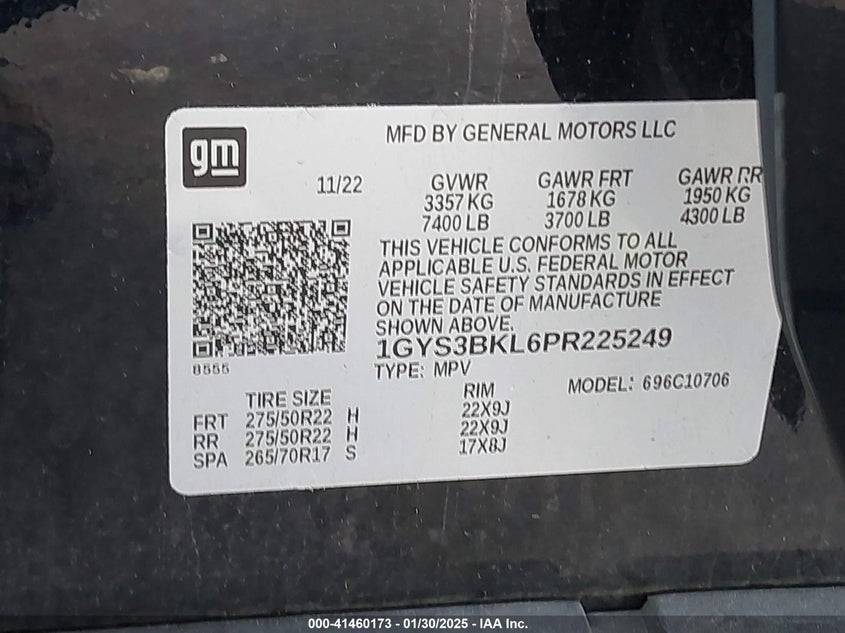 gm
MFD BY GENERAL MOTORS LLC
11/22
GVWR GAWR FRT GAWR RR
3357 KG 1678 KG 1950 KG
7400 LB 3700 LB 4300 LB
THIS VEHICLE CONFORMS TO ALL
APPLICABLE U.S. FEDERAL MOTOR
VEHICLE SAFETY STANDARDS IN EFFECT
ON THE DATE OF MANUFACTURE
SHOWN ABOVE.
1GYS3BKL6PR225249
8555
TYPE: MPV
MODEL: 696C10706
TIRE SIZE RIM
FRT 275/50R22 H 22X9J
RR 275/50R22 H 22X9J
SPA 265/70R17 S 17X8J
000-41460173 - 01/30/2025 - IAA Inc.